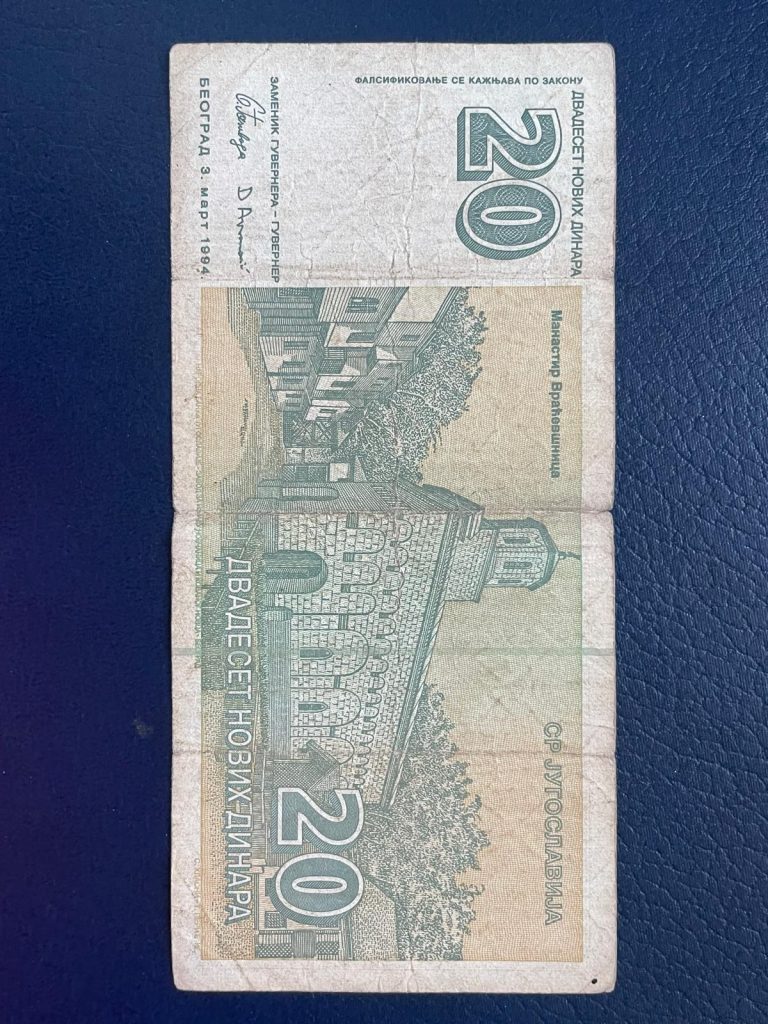 ФАЛСИФИКОВАЊЕ СЕ КАЖЊАВА ПО ЗАКОНУ
ДВАДЕСЕТ НОВИХ ДИНАРА
20
ЗАМЕНИК ГУВЕРНЕРА – ГУВЕРНЕР
БЕОГРАД 3. март 1994.
Манастир Враћевшница
СР ЈУГОСЛАВИЈА
ДВАДЕСЕТ НОВИХ ДИНАРА
20